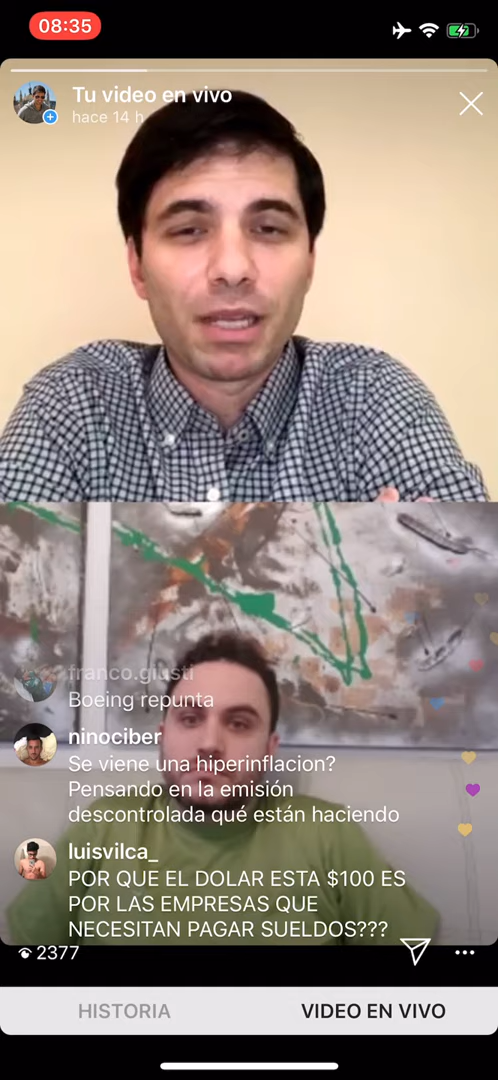 08:35
Tu video en vivo
hace 14 h
franco.giusti
Boeing repunta
ninociber
Se viene una hiperinflacion?
Pensando en la emisión
descontrolada qué están haciendo
luisvilca_
POR QUE EL DOLAR ESTA $100 ES
POR LAS EMPRESAS QUE
NECESITAN PAGAR SUELDOS???
2377
HISTORIA
VIDEO EN VIVO